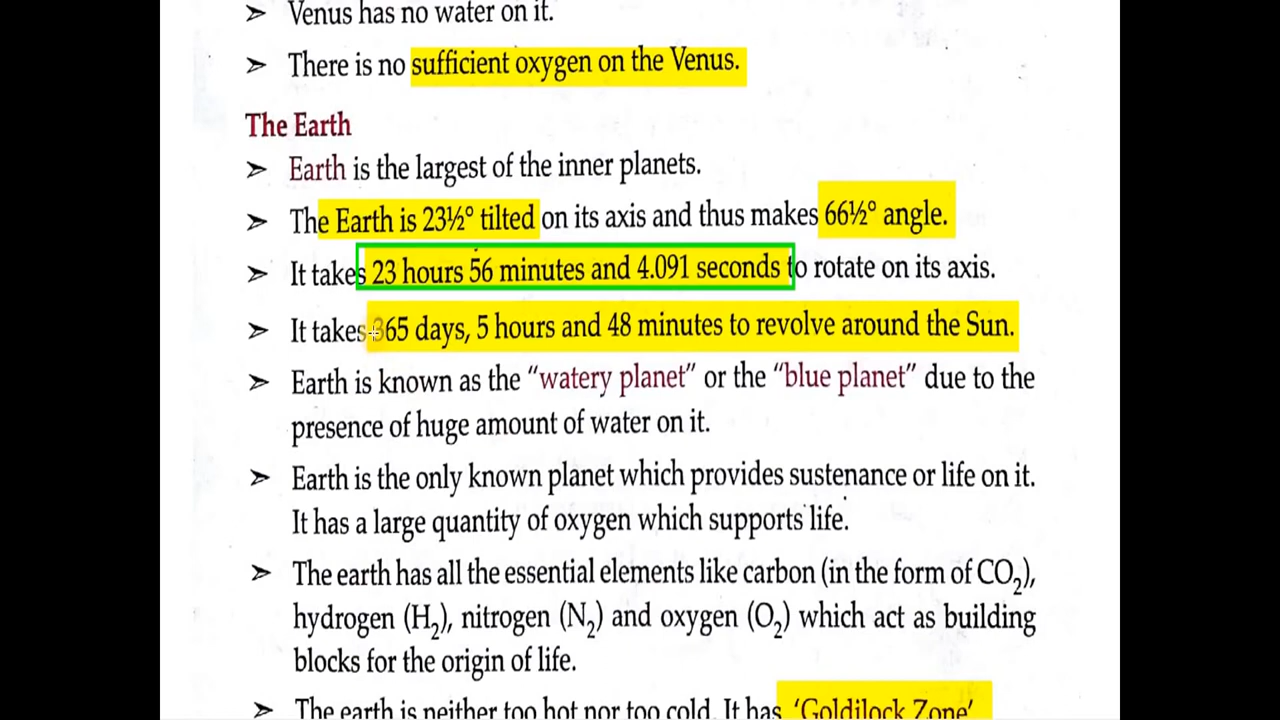 ➢ Venus has no water on it.
➢ There is no sufficient oxygen on the Venus.
The Earth
➢ Earth is the largest of the inner planets.
➢ The Earth is 23½° tilted on its axis and thus makes 66½° angle.
➢ It takes 23 hours 56 minutes and 4.091 seconds to rotate on its axis.
➢ It takes 365 days, 5 hours and 48 minutes to revolve around the Sun.
➢ Earth is known as the “watery planet” or the “blue planet” due to the
presence of huge amount of water on it.
➢ Earth is the only known planet which provides sustenance or life on it.
It has a large quantity of oxygen which supports life.
➢ The earth has all the essential elements like carbon (in the form of CO₂),
hydrogen (H₂), nitrogen (N₂) and oxygen (O₂) which act as building
blocks for the origin of life.
➢ The earth is neither too hot nor too cold. It has ‘Goldilock Zone’